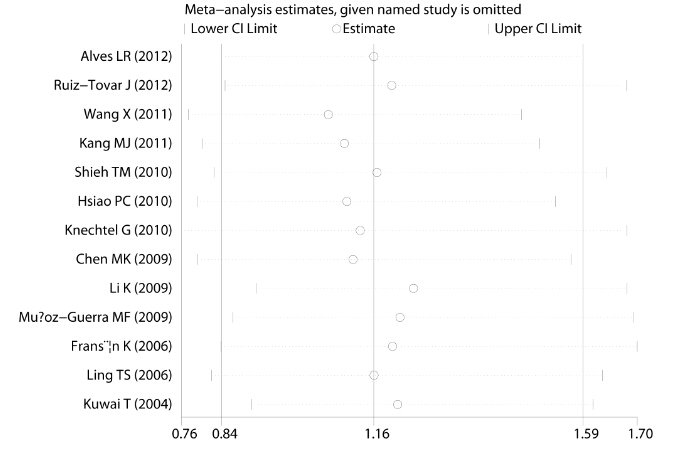 Meta−analysis estimates, given named study is omitted
Lower CI Limit Estimate Upper CI Limit
Alves LR (2012)
Ruiz−Tovar J (2012)
Wang X (2011)
Kang MJ (2011)
Shieh TM (2010)
Hsiao PC (2010)
Knechtel G (2010)
Chen MK (2009)
Li K (2009)
Mu?oz−Guerra MF (2009)
Frans¨¦n K (2006)
Ling TS (2006)
Kuwai T (2004)
0.76 0.84 1.16 1.59 1.70